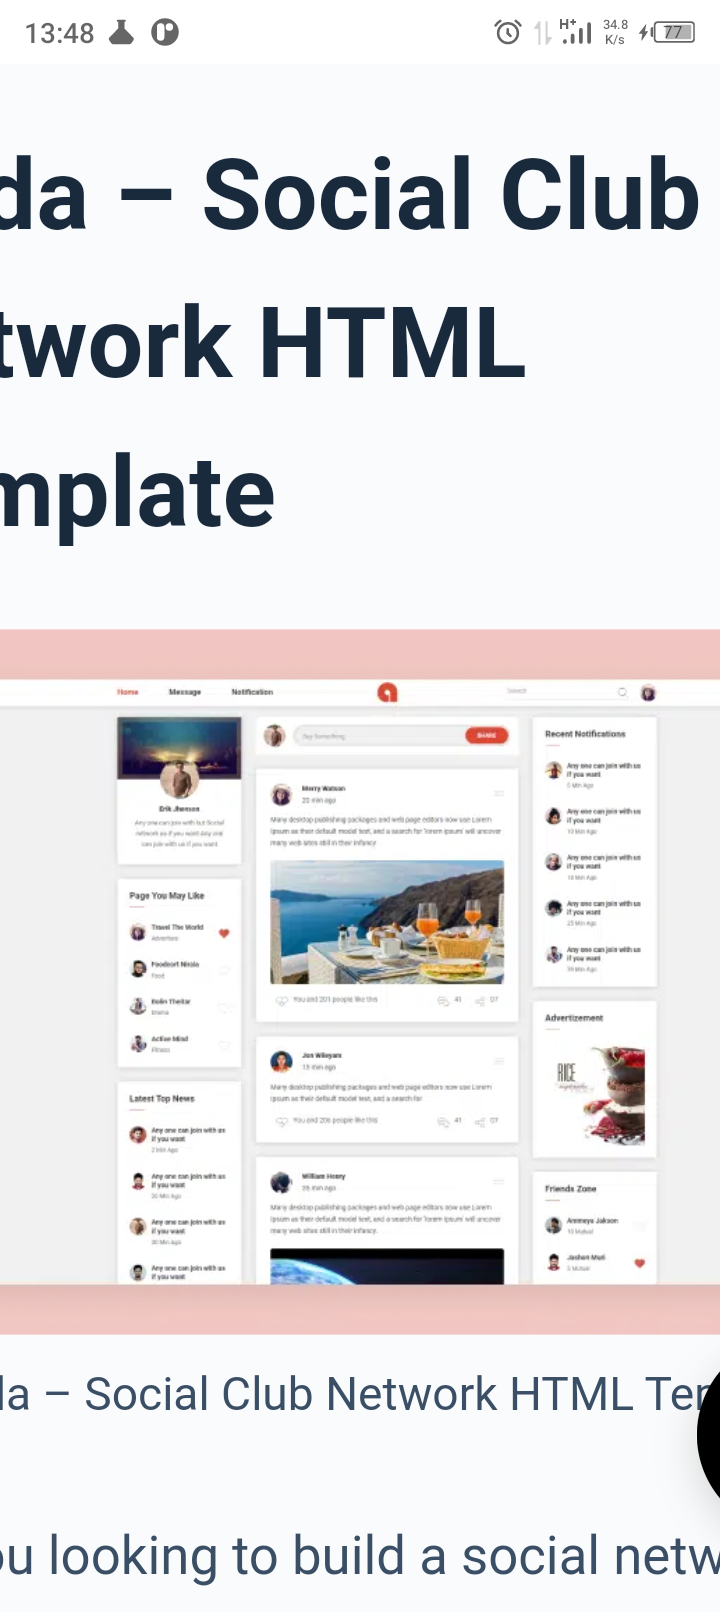 13:48
H+
34.8
K/s
77
da – Social Club
twork HTML
mplate
Home Message Notification
Search
Say Something
SHARE
Erik Jhonson
Any one can join with but Social
network us if you want Any one
can join with us if you want
Page You May Like
Travel The World
Adventure
Foodcort Nirala
Food
Rolin Theitar
Drama
Active Mind
Fitness
Latest Top News
Any one can join with us
if you want
2 Min Ago
Any one can join with us
if you want
20 Min Ago
Any one can join with us
if you want
30 Min Ago
Any one can join with us
if you want
Merry Watson
20 min ago
Many desktop publishing packages and web page editors now use Lorem
Ipsum as their default model text, and a search for 'lorem ipsum' will uncover
many web sites still in their infancy
You and 201 people like this
41 07
Jon Wileyam
15 min ago
Many desktop publishing packages and web page editors now use Lorem
Ipsum as their default model text, and a search for
You and 206 people like this
41 07
William Henry
35 min ago
Many desktop publishing packages and web page editors now use Lorem
Ipsum as their default model text, and a search for 'lorem ipsum' will uncover
many web sites still in their infancy.
Recent Notifications
Any one can join with us
if you want
5 Min Ago
Any one can join with us
if you want
10 Min Ago
Any one can join with us
if you want
18 Min Ago
Any one can join with us
if you want
25 Min Ago
Any one can join with us
if you want
39 Min Ago
Advertizement
RICE
Friends Zone
Ammeya Jakson
10 Mutual
Jashon Muri
5 Mutual
da – Social Club Network HTML Ter
ou looking to build a social netw